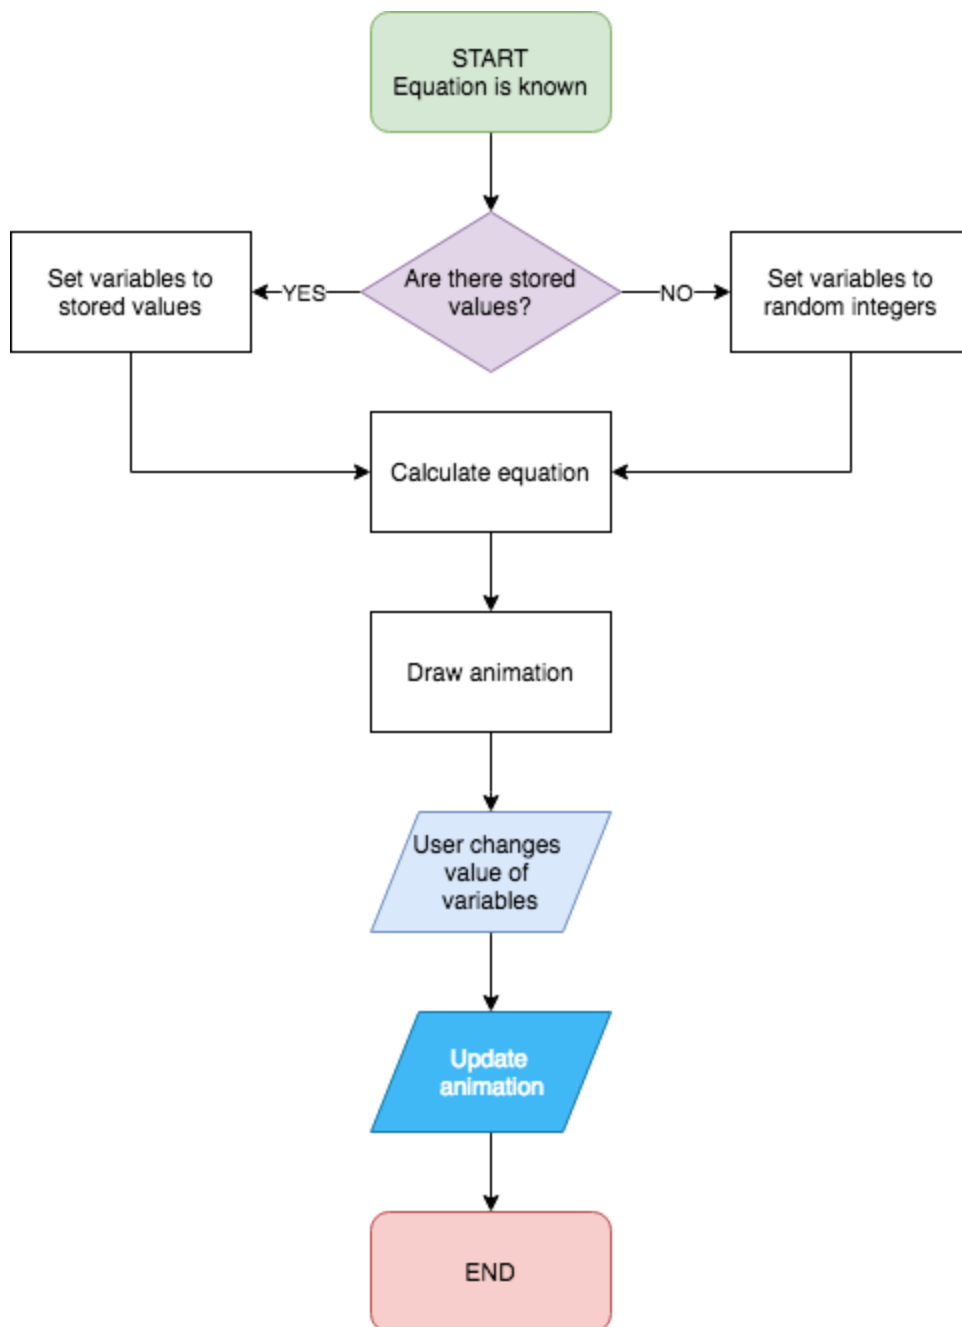 START
Equation is known
Are there stored
values?
YES
NO
Set variables to
stored values
Set variables to
random integers
Calculate equation
Draw animation
User changes
value of
variables
Update
animation
END